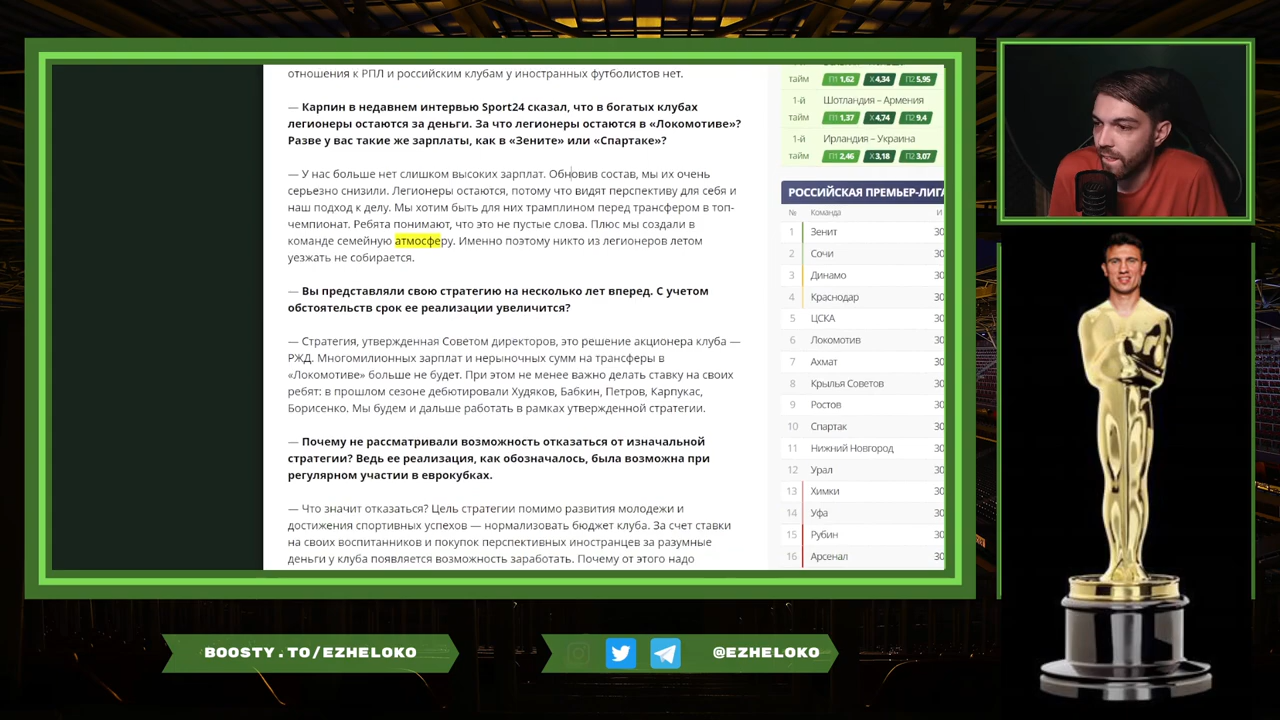 отношения к РПЛ и российским клубам у иностранных футболистов нет.
— Карпин в недавнем интервью Sport24 сказал, что в богатых клубах
легионеры остаются за деньги. За что легионеры остаются в «Локомотиве»?
Разве у вас такие же зарплаты, как в «Зените» или «Спартаке»?
— У нас больше нет слишком высоких зарплат. Обновив состав, мы их очень
серьезно снизили. Легионеры остаются, потому что видят перспективу для себя и
наш подход к делу. Мы хотим быть для них трамплином перед трансфером в топ-
чемпионат. Ребята понимают, что это не пустые слова. Плюс мы создали в
команде семейную атмосферу. Именно поэтому никто из легионеров летом
уезжать не собирается.
— Вы представляли свою стратегию на несколько лет вперед. С учетом
обстоятельств срок ее реализации увеличится?
— Стратегия, утвержденная Советом директоров, это решение акционера клуба —
РЖД. Многомилионных зарплат и нерыночных сумм на трансферы в
«Локомотиве» больше не будет. При этом не менее важно делать ставку на своих
ребят: в прошлом сезоне дебютировали Худяков, Бабкин, Петров, Карпукас,
Борисенко. Мы будем и дальше работать в рамках утвержденной стратегии.
— Почему не рассматривали возможность отказаться от изначальной
стратегии? Ведь ее реализация, как обозначалось, была возможна при
регулярном участии в еврокубках.
— Что значит отказаться? Цель стратегии помимо развития молодежи и
достижения спортивных успехов — нормализовать бюджет клуба. За счет ставки
на своих воспитанников и покупок перспективных иностранцев за разумные
деньги у клуба появляется возможность заработать. Почему от этого надо
тайм П1 1,62 X 4,34 П2 5,95
1-й Шотландия – Армения
тайм П1 1,37 X 4,74 П2 9,4
1-й Ирландия – Украина
тайм П1 2,46 X 3,18 П2 3,07
РОССИЙСКАЯ ПРЕМЬЕР-ЛИГА
№ Команда И
1 Зенит 30
2 Сочи 30
3 Динамо 30
4 Краснодар 30
5 ЦСКА 30
6 Локомотив 30
7 Ахмат 30
8 Крылья Советов 30
9 Ростов 30
10 Спартак 30
11 Нижний Новгород 30
12 Урал 30
13 Химки 30
14 Уфа 30
15 Рубин 30
16 Арсенал 30
BOOSTY.TO/EZHELOKO
@EZHELOKO